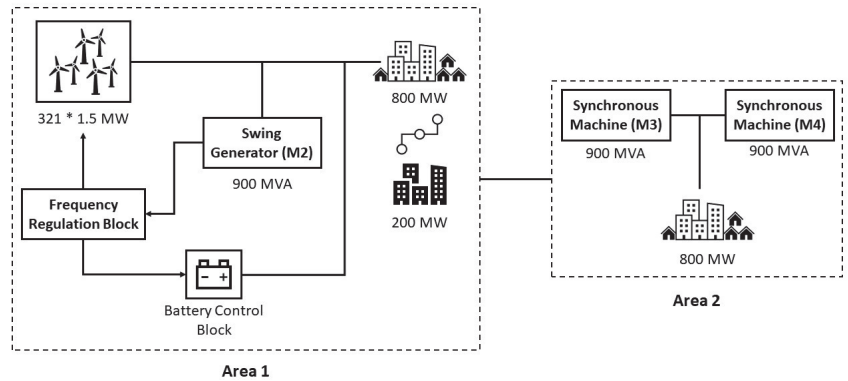 321 * 1.5 MW
Swing
Generator (M2)
900 MVA
Frequency
Regulation Block
- +
Battery Control
Block
800 MW
200 MW
Area 1
Synchronous
Machine (M3)
900 MVA
Synchronous
Machine (M4)
900 MVA
800 MW
Area 2